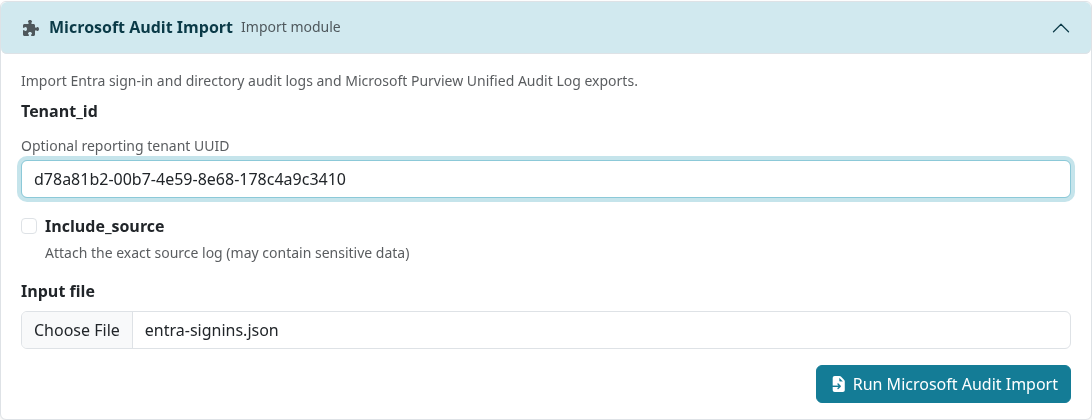 Microsoft Audit Import Import module
Import Entra sign-in and directory audit logs and Microsoft Purview Unified Audit Log exports.
Tenant_id
Optional reporting tenant UUID
d78a81b2-00b7-4e59-8e68-178c4a9c3410
Include_source
Attach the exact source log (may contain sensitive data)
Input file
Choose File entra-signins.json
Run Microsoft Audit Import